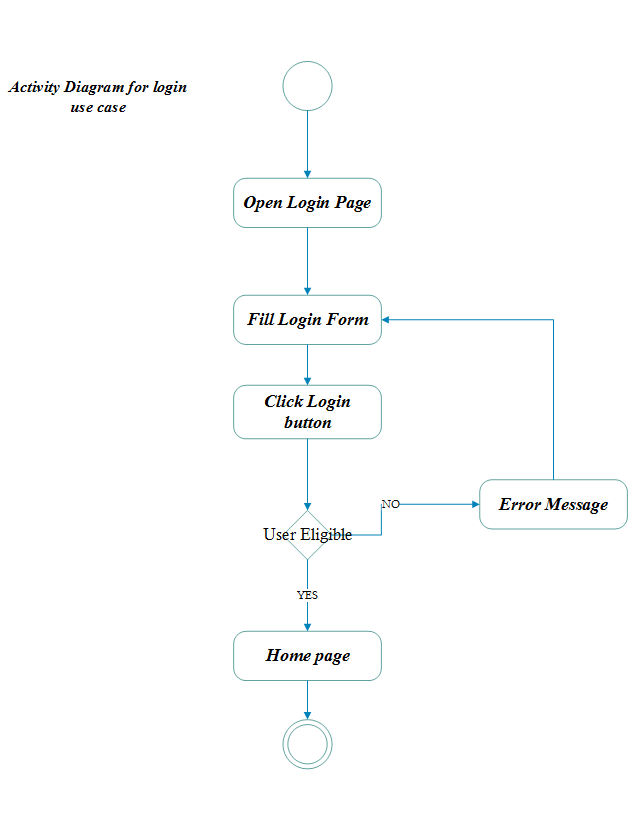 Activity Diagram for login
use case
Open Login Page
Fill Login Form
Click Login
button
NO
Error Message
User Eligible
YES
Home page